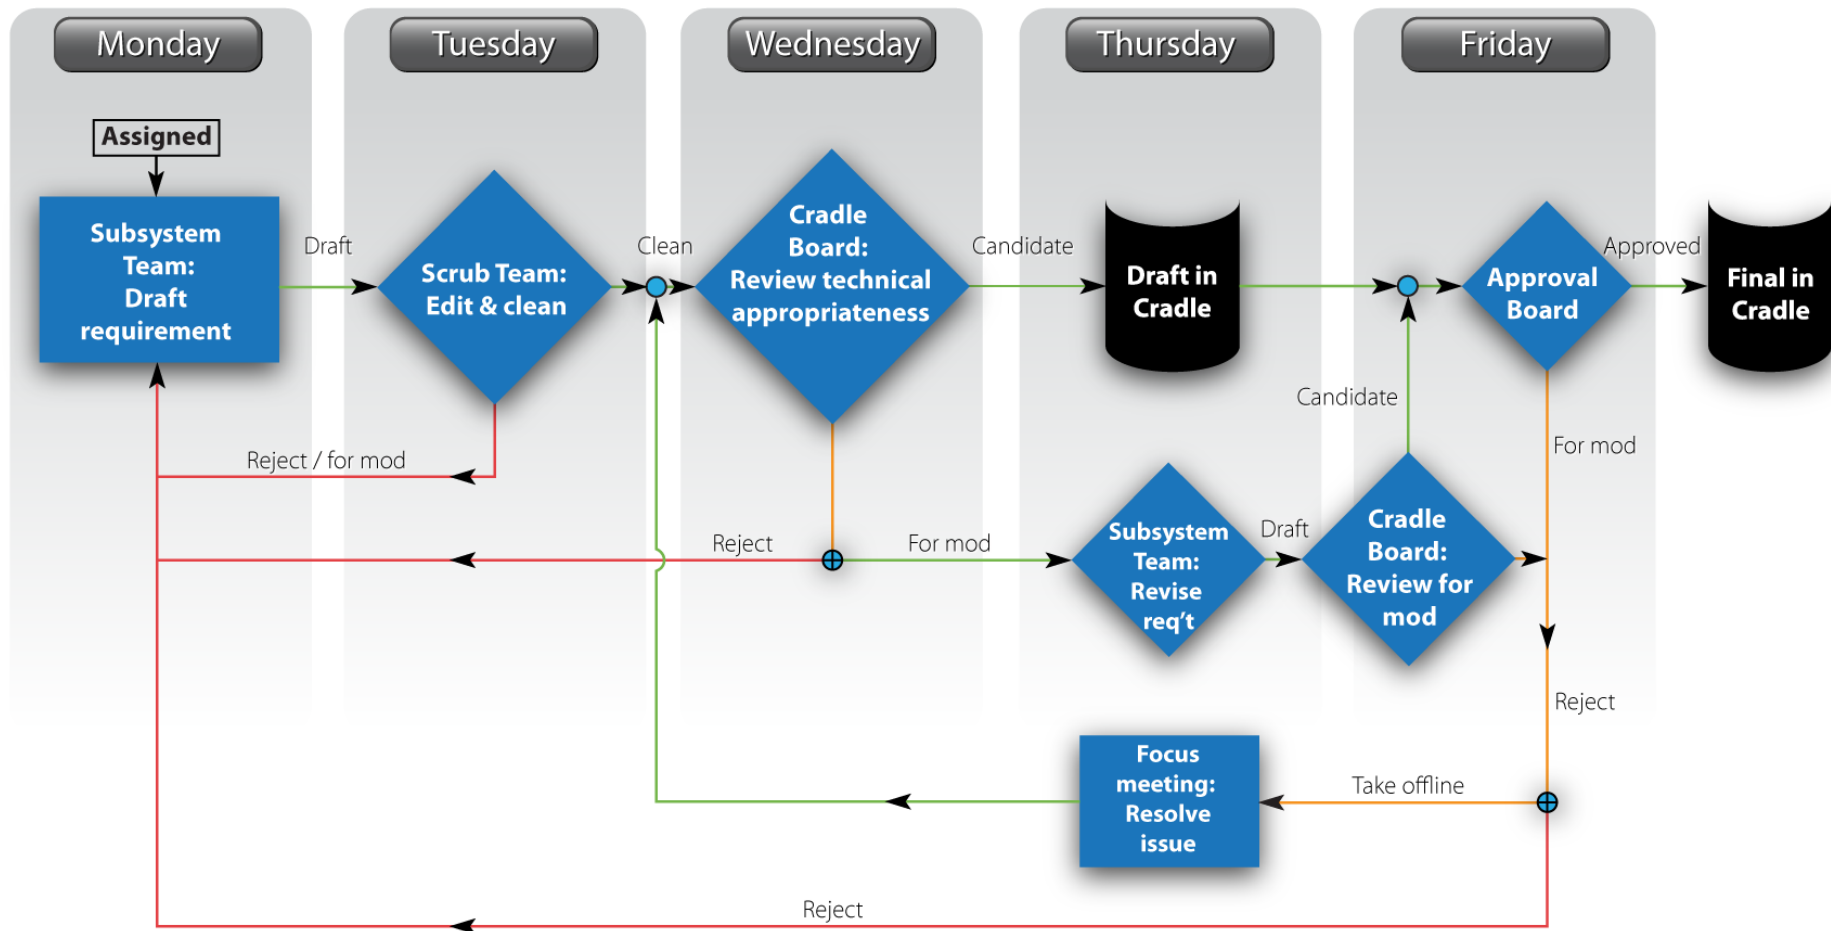 Monday
Tuesday
Wednesday
Thursday
Friday
Assigned
Subsystem
Team:
Draft
requirement
Draft
Scrub Team:
Edit & clean
Clean
Cradle
Board:
Review technical
appropriateness
Candidate
Draft in
Cradle
Approval
Board
Approved
Final in
Cradle
Candidate
For mod
Reject / for mod
Reject
For mod
Subsystem
Team:
Revise
req’t
Draft
Cradle
Board:
Review for
mod
Reject
Focus
meeting:
Resolve
issue
Take offline
Reject